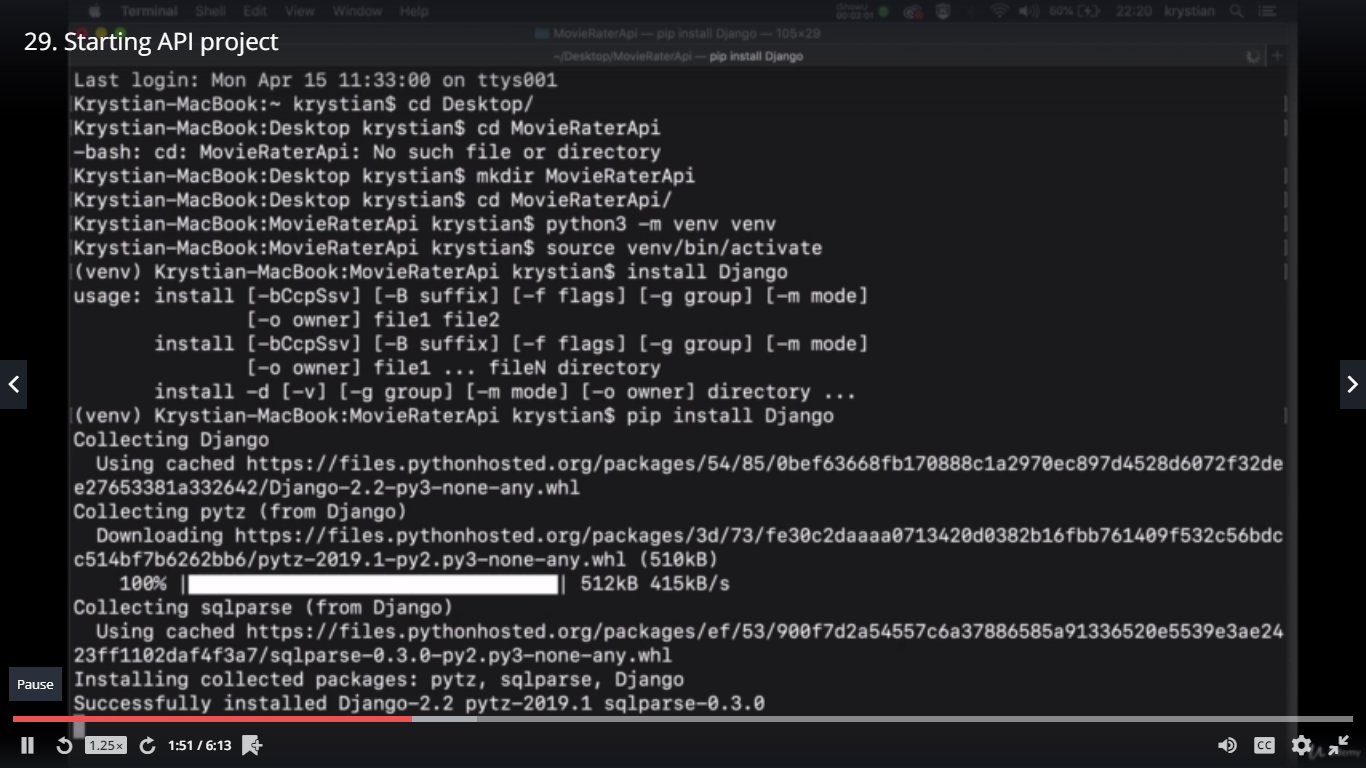 Terminal Shell Edit View Window Help
00:02:01 50% 22:20 krystian
29. Starting API project
MovieRaterApi — pip install Django — 105×29
~/Desktop/MovieRaterApi — pip install Django
Last login: Mon Apr 15 11:33:00 on ttys001
Krystian-MacBook:~ krystian$ cd Desktop/
Krystian-MacBook:Desktop krystian$ cd MovieRaterApi
-bash: cd: MovieRaterApi: No such file or directory
Krystian-MacBook:Desktop krystian$ mkdir MovieRaterApi
Krystian-MacBook:Desktop krystian$ cd MovieRaterApi/
Krystian-MacBook:MovieRaterApi krystian$ python3 -m venv venv
Krystian-MacBook:MovieRaterApi krystian$ source venv/bin/activate
(venv) Krystian-MacBook:MovieRaterApi krystian$ install Django
usage: install [-bCcpSsv] [-B suffix] [-f flags] [-g group] [-m mode]
[-o owner] file1 file2
install [-bCcpSsv] [-B suffix] [-f flags] [-g group] [-m mode]
[-o owner] file1 ... fileN directory
install -d [-v] [-g group] [-m mode] [-o owner] directory ...
(venv) Krystian-MacBook:MovieRaterApi krystian$ pip install Django
Collecting Django
Using cached https://files.pythonhosted.org/packages/54/85/0bef63668fb170888c1a2970ec897d4528d6072f32de
e27653381a332642/Django-2.2-py3-none-any.whl
Collecting pytz (from Django)
Downloading https://files.pythonhosted.org/packages/3d/73/fe30c2daaaa0713420d0382b16fbb761409f532c56bdc
c514bf7b6262bb6/pytz-2019.1-py2.py3-none-any.whl (510kB)
100% || 512kB 415kB/s
Collecting sqlparse (from Django)
Using cached https://files.pythonhosted.org/packages/ef/53/900f7d2a54557c6a37886585a91336520e5539e3ae24
23ff1102daf4f3a7/sqlparse-0.3.0-py2.py3-none-any.whl
Installing collected packages: pytz, sqlparse, Django
Successfully installed Django-2.2 pytz-2019.1 sqlparse-0.3.0
Pause
1.25× 1:51 / 6:13 CC